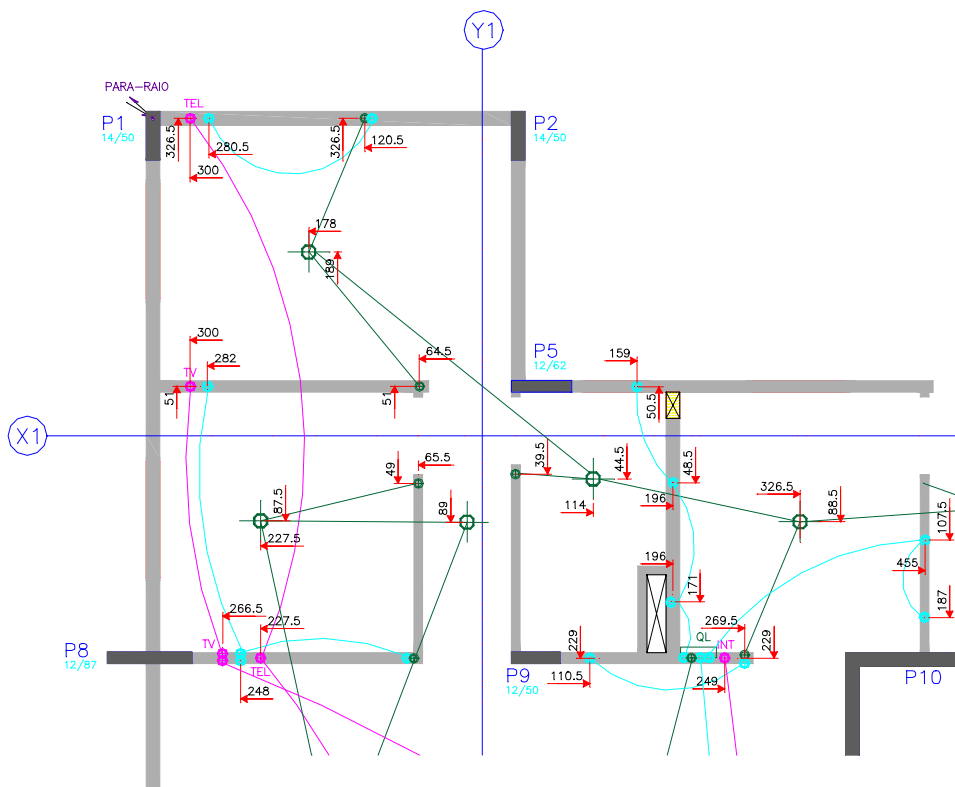 Y1
PARA-RAIO
TEL
P1
14/50
P2
14/50
326.5
280.5
300
326.5
120.5
178
189
300
TV
282
51
64.5
51
P5
12/62
159
50.5
X1
65.5
49
87.5
227.5
89
39.5
114
44.5
48.5
196
326.5
88.5
107.5
455
187
196
171
266.5
227.5
TV
TEL
248
P8
12/87
229
110.5
P9
12/50
QL
INT
269.5
229
249
P10